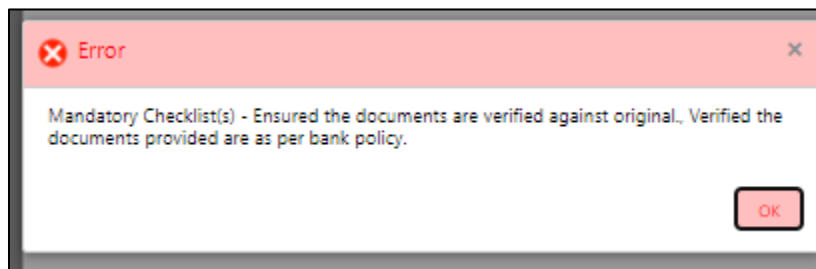 Error
Mandatory Checklist(s) - Ensured the documents are verified against original., Verified the
documents provided are as per bank policy.
OK